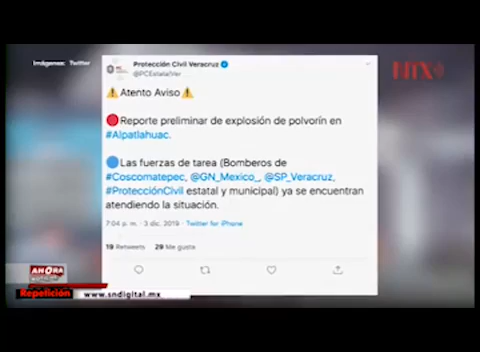 Imágenes: Twitter
Protección Civil Veracruz
@PCEstatalVer
NTX
⚠️Atento Aviso⚠️
🔴Reporte preliminar de explosión de polvorín en
#Alpatlahuac.
🔵Las fuerzas de tarea (Bomberos de
#Coscomatepec, @GN_Mexico_, @SP_Veracruz,
#ProtecciónCivil estatal y municipal) ya se encuentran
atendiendo la situación.
7:04 p. m. · 3 dic. 2019 · Twitter for iPhone
19 Retweets 29 Me gusta
AHORA
Repetición
www.sndigital.mx